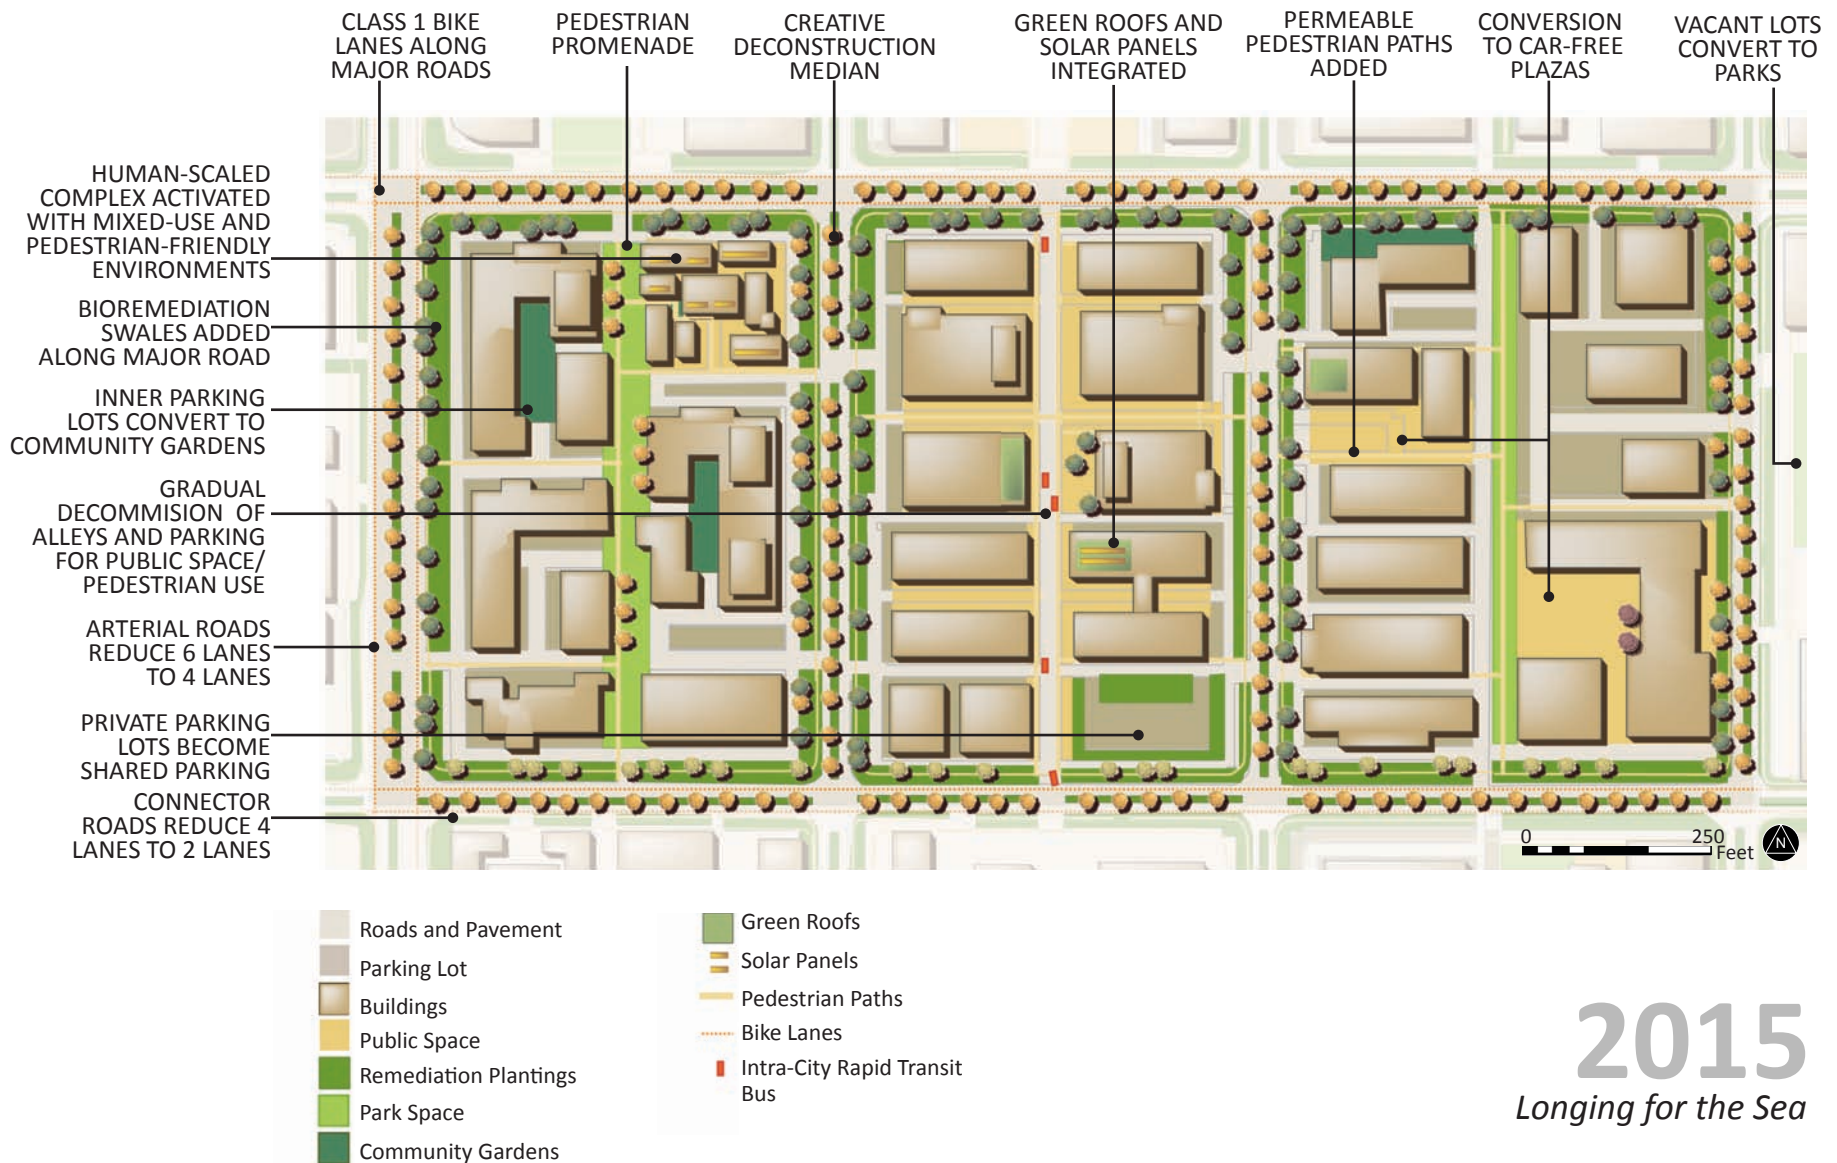 CLASS 1 BIKE
LANES ALONG
MAJOR ROADS
PEDESTRIAN
PROMENADE
CREATIVE
DECONSTRUCTION
MEDIAN
GREEN ROOFS AND
SOLAR PANELS
INTEGRATED
PERMEABLE
PEDESTRIAN PATHS
ADDED
CONVERSION
TO CAR-FREE
PLAZAS
VACANT LOTS
CONVERT TO
PARKS
HUMAN-SCALED
COMPLEX ACTIVATED
WITH MIXED-USE AND
PEDESTRIAN-FRIENDLY
ENVIRONMENTS
BIOREMEDIATION
SWALES ADDED
ALONG MAJOR ROAD
INNER PARKING
LOTS CONVERT TO
COMMUNITY GARDENS
GRADUAL
DECOMMISION OF
ALLEYS AND PARKING
FOR PUBLIC SPACE/
PEDESTRIAN USE
ARTERIAL ROADS
REDUCE 6 LANES
TO 4 LANES
PRIVATE PARKING
LOTS BECOME
SHARED PARKING
CONNECTOR
ROADS REDUCE 4
LANES TO 2 LANES
0 250
Feet
N
Roads and Pavement
Parking Lot
Buildings
Public Space
Remediation Plantings
Park Space
Community Gardens
Green Roofs
Solar Panels
Pedestrian Paths
Bike Lanes
Intra-City Rapid Transit
Bus
2015
Longing for the Sea